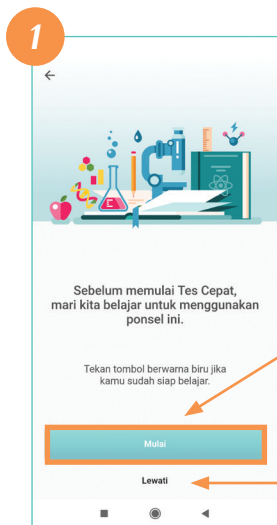 1
Sebelum memulai Tes Cepat,
mari kita belajar untuk menggunakan
ponsel ini.
Tekan tombol berwarna biru jika
kamu sudah siap belajar.
Mulai
Lewati